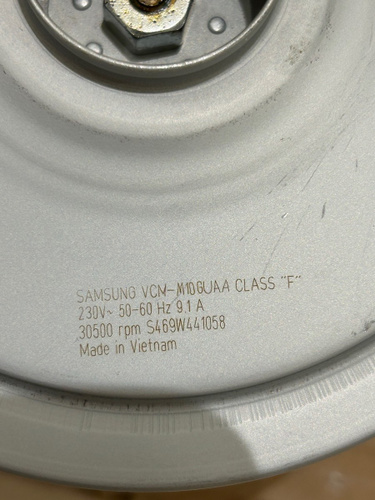 SAMSUNG VCM-M10GUAA CLASS "F"
230V~ 50-60 Hz 9.1 A
30500 rpm S469W441058
Made in Vietnam